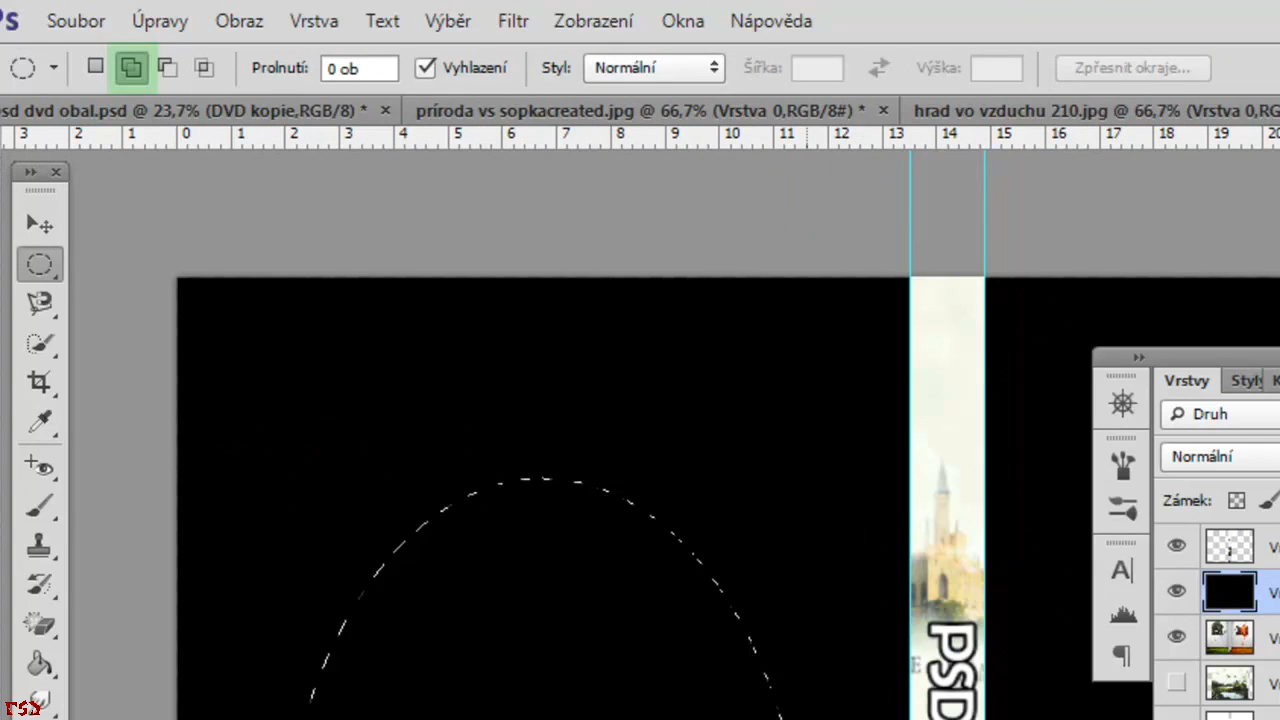 Ps Soubor Úpravy Obraz Vrstva Text Výběr Filtr Zobrazení Okna Nápověda
Prolnutí: 0 ob Vyhlazení Styl: Normální Šířka: Výška: Zpřesnit okraje...
sd dvd obal.psd @ 23,7% (DVD kopie,RGB/8) * × príroda vs sopkacreated.jpg @ 66,7% (Vrstva 0,RGB/8#) * × hrad vo vzduchu 210.jpg @ 66,7% (Vrstva 0,RG
3 2 1 0 1 2 3 4 5 6 7 8 9 10 11 12 13 14 15 16 17 18 19 20
Vrstvy Styly K
Druh
Normální
Zámek:
PSD